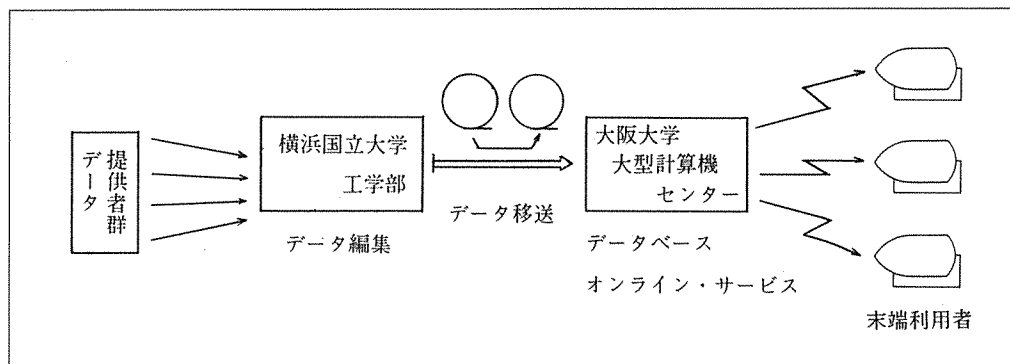 データ
提供者群
横浜国立大学
工学部
データ編集
データ移送
大阪大学
大型計算機
センター
データベース
オンライン・サービス
末端利用者